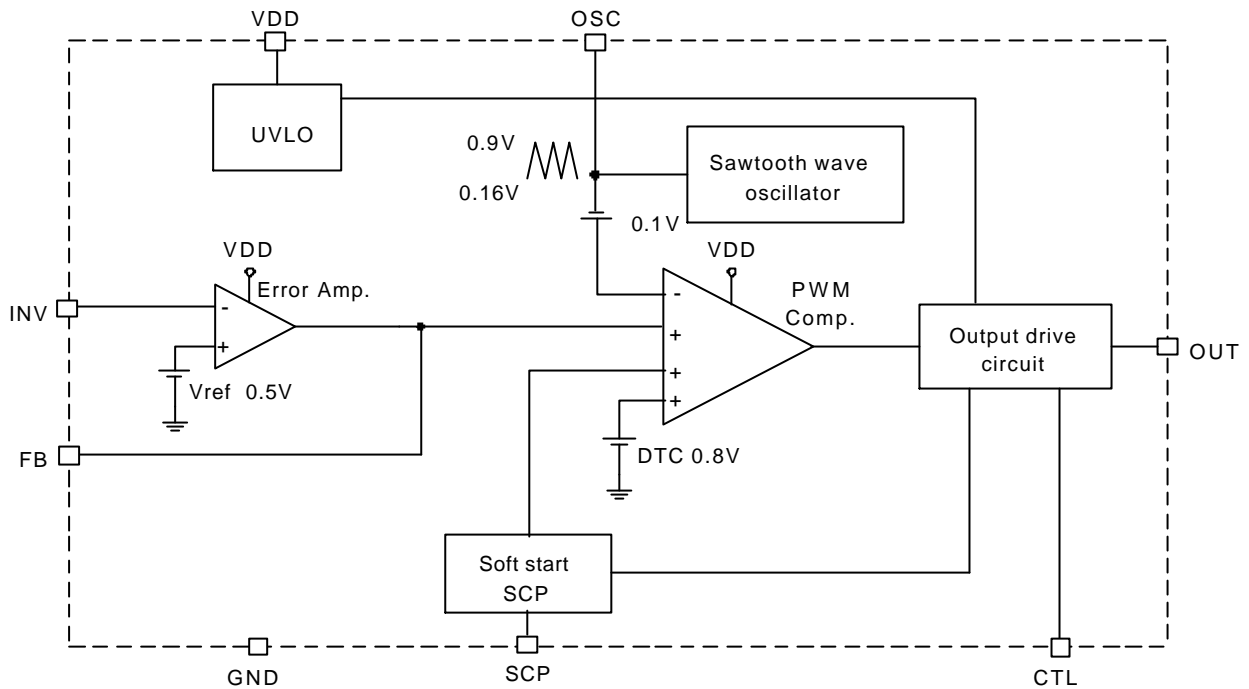 VDD
OSC
UVLO
0.9V
0.16V
Sawtooth wave
oscillator
0.1V
VDD
VDD
Error Amp.
PWM
Comp.
INV
-
+
-
+
+
+
Output drive
circuit
OUT
Vref 0.5V
FB
DTC 0.8V
Soft start
SCP
GND
SCP
CTL